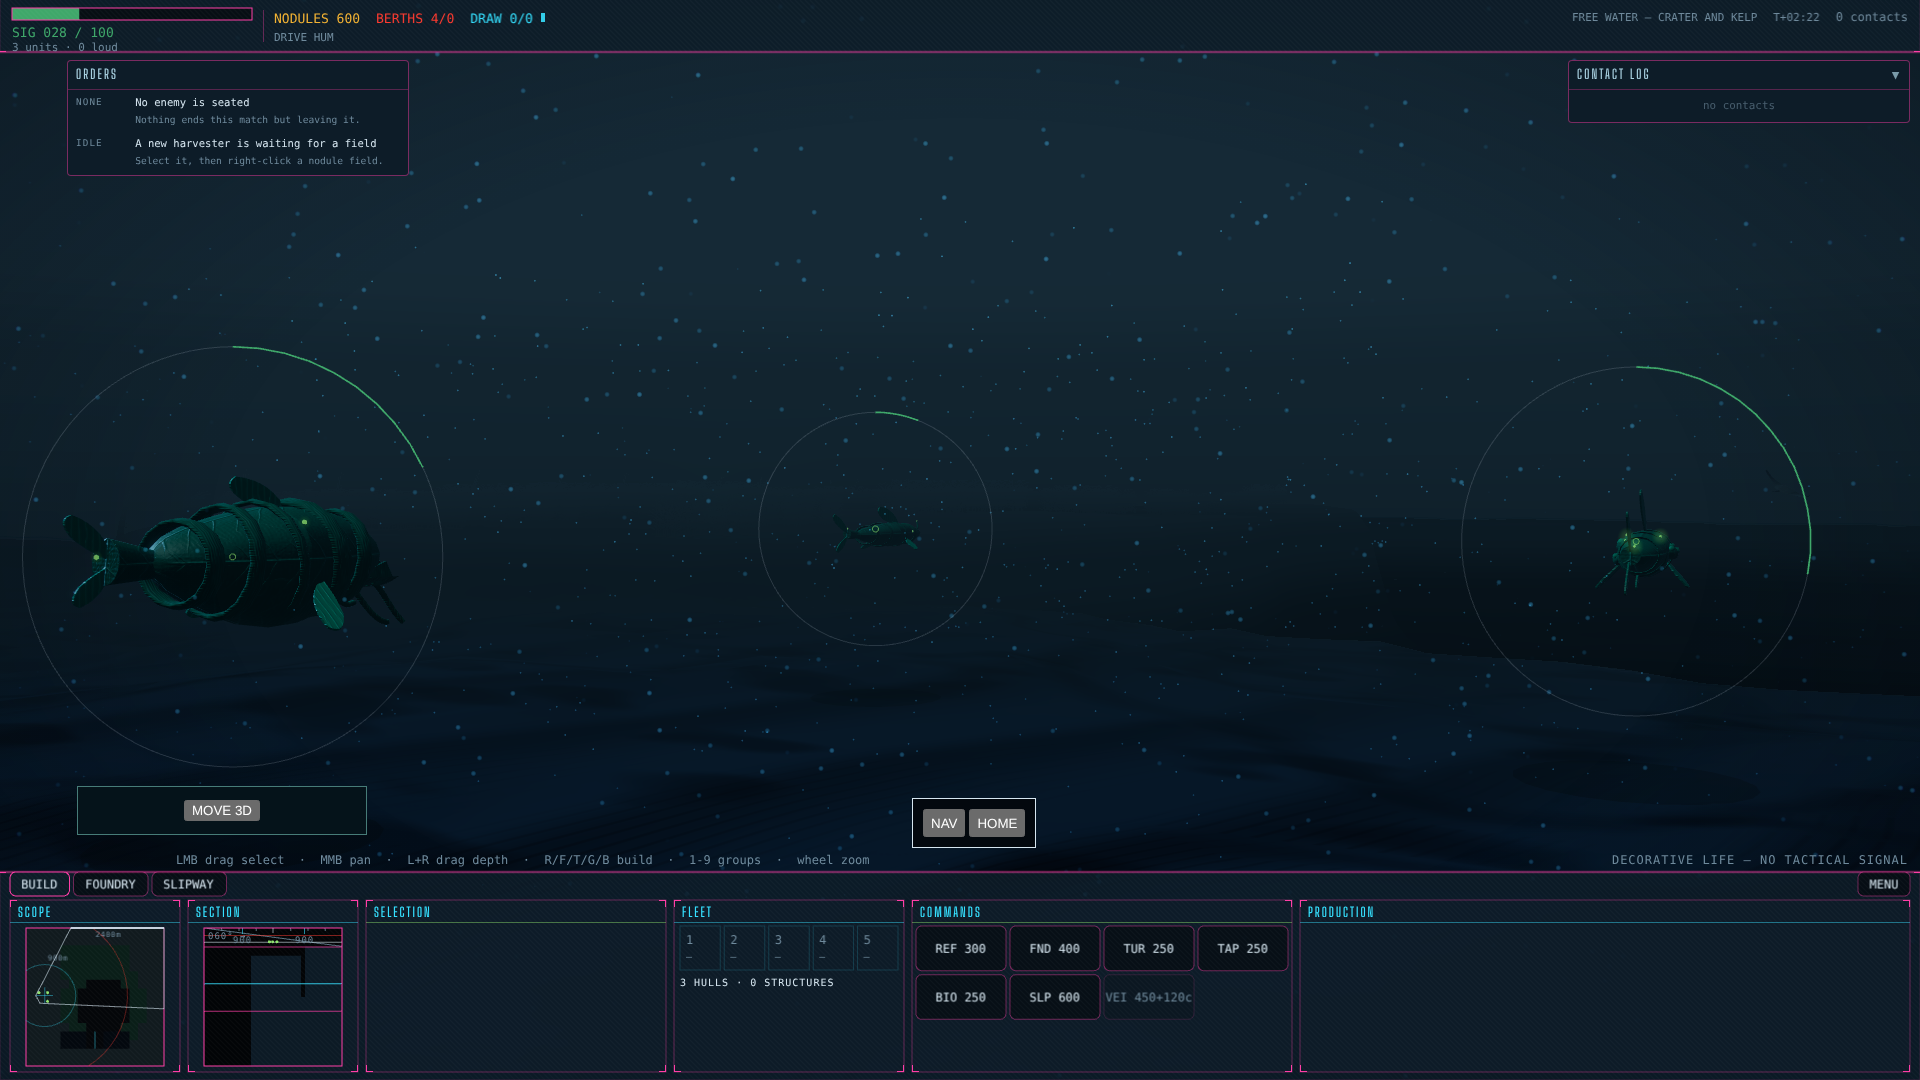 SIG 028 / 100
3 units · 0 loud
NODULES 600 BERTHS 4/0 DRAW 0/0
DRIVE HUM
FREE WATER — CRATER AND KELP T+02:22 0 contacts
ORDERS
NONE No enemy is seated
Nothing ends this match but leaving it.
IDLE A new harvester is waiting for a field
Select it, then right-click a nodule field.
CONTACT LOG ▼
no contacts
MOVE 3D
NAV HOME
LMB drag select · MMB pan · L+R drag depth · R/F/T/G/B build · 1-9 groups · wheel zoom
DECORATIVE LIFE — NO TACTICAL SIGNAL
BUILD FOUNDRY SLIPWAY
MENU
SCOPE
2400m
900m
SECTION
060°
900 900
SELECTION
FLEET
1 2 3 4 5
— — — — —
3 HULLS · 0 STRUCTURES
COMMANDS
REF 300 FND 400 TUR 250 TAP 250
BIO 250 SLP 600 VEI 450+120c
PRODUCTION